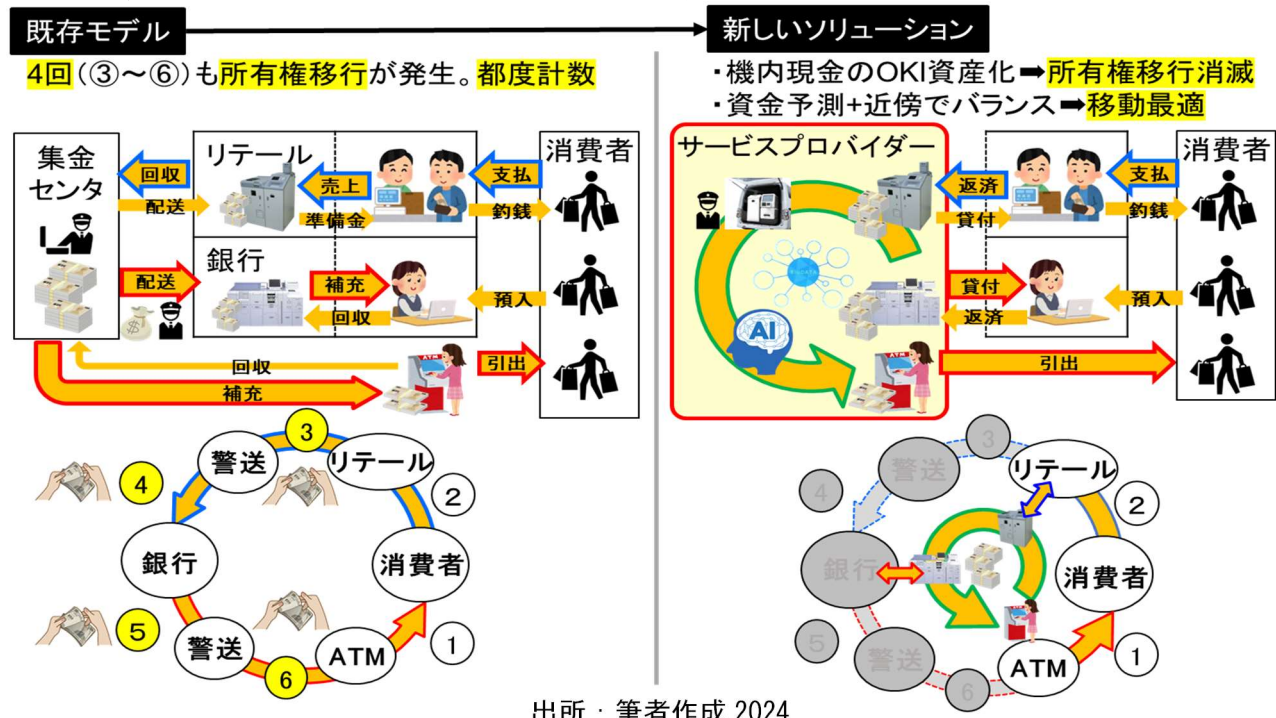 既存モデル
4回(③～⑥)も所有権移行が発生。都度計数
集金
センタ
回収
配送
リテール
売上
準備金
支払
釣銭
消費者
配送
銀行
補充
回収
預入
回収
補充
ATM
引出
③
警送
リテール
④
②
銀行
消費者
⑤
警送
ATM
①
⑥
新しいソリューション
・機内現金のOKI資産化➡所有権移行消滅
・資金予測+近傍でバランス➡移動最適
サービスプロバイダー
返済
貸付
支払
釣銭
消費者
貸付
返済
預入
AI
ATM
引出
③
警送
リテール
④
②
銀行
消費者
⑤
警送
ATM
①
⑥
出所:筆者作成 2024